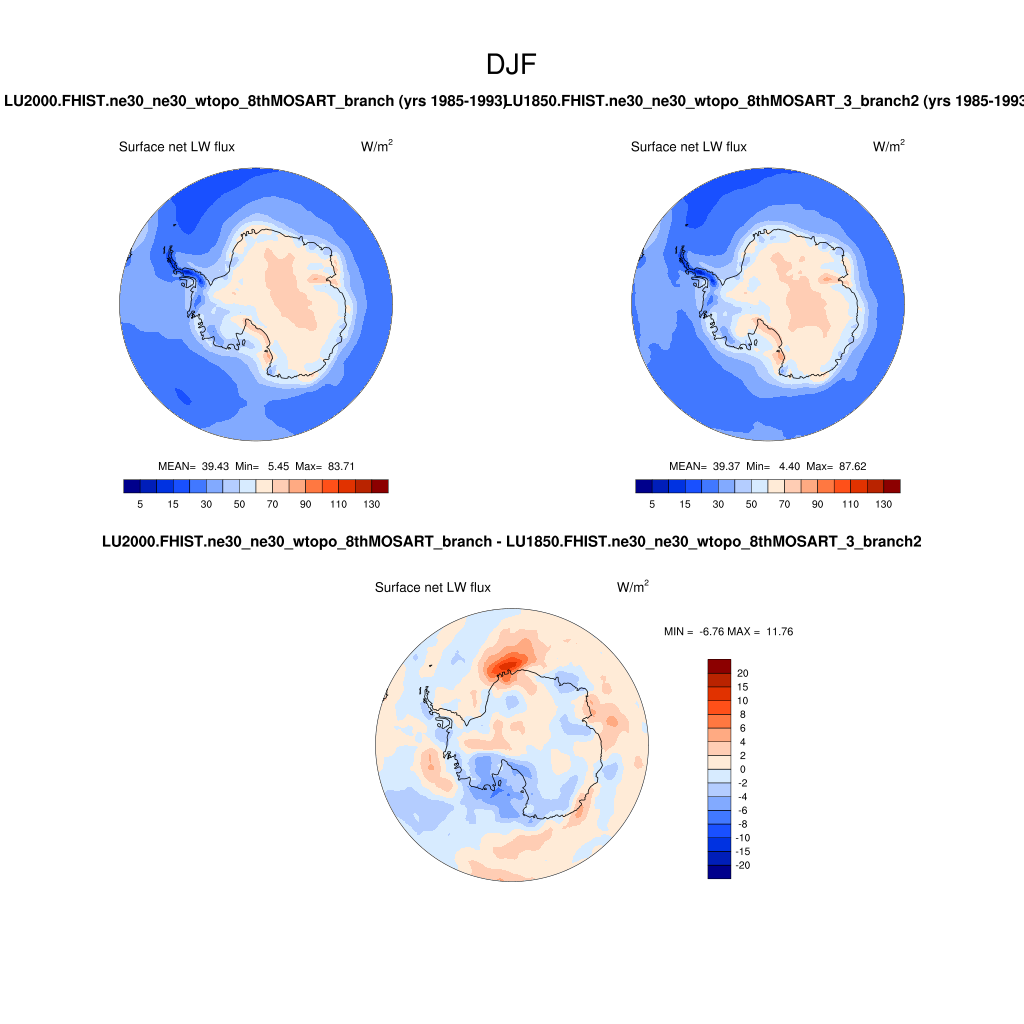 DJF
LU2000.FHIST.ne30_ne30_wtopo_8thMOSART_branch (yrs 1985-1993)
LU1850.FHIST.ne30_ne30_wtopo_8thMOSART_3_branch2 (yrs 1985-1993
Surface net LW flux W/m2
Surface net LW flux W/m2
MEAN= 39.43 Min= 5.45 Max= 83.71
MEAN= 39.37 Min= 4.40 Max= 87.62
5 15 30 50 70 90 110 130
5 15 30 50 70 90 110 130
LU2000.FHIST.ne30_ne30_wtopo_8thMOSART_branch - LU1850.FHIST.ne30_ne30_wtopo_8thMOSART_3_branch2
Surface net LW flux W/m2
MIN = -6.76 MAX = 11.76
20
15
10
8
6
4
2
0
-2
-4
-6
-8
-10
-15
-20